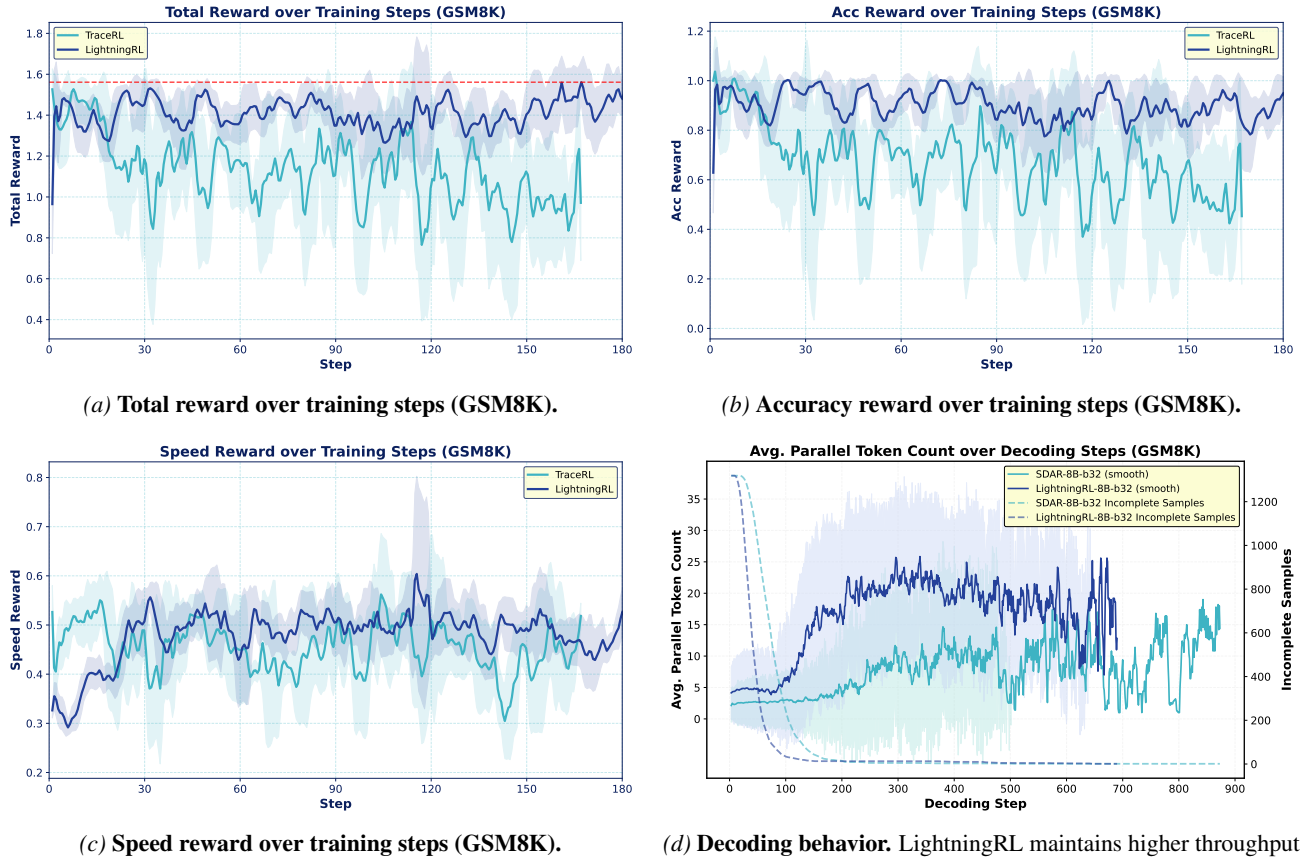 Total Reward over Training Steps (GSM8K)
TraceRL
LightningRL
Total Reward
1.8
1.6
1.4
1.2
1.0
0.8
0.6
0.4
0 30 60 90 120 150 180
Step
(a) Total reward over training steps (GSM8K).
Acc Reward over Training Steps (GSM8K)
TraceRL
LightningRL
Acc Reward
1.2
1.0
0.8
0.6
0.4
0.2
0.0
0 30 60 90 120 150 180
Step
(b) Accuracy reward over training steps (GSM8K).
Speed Reward over Training Steps (GSM8K)
TraceRL
LightningRL
Speed Reward
0.8
0.7
0.6
0.5
0.4
0.3
0.2
0 30 60 90 120 150 180
Step
(c) Speed reward over training steps (GSM8K).
Avg. Parallel Token Count over Decoding Steps (GSM8K)
SDAR-8B-b32 (smooth)
LightningRL-8B-b32 (smooth)
SDAR-8B-b32 Incomplete Samples
LightningRL-8B-b32 Incomplete Samples
Avg. Parallel Token Count
35
30
25
20
15
10
5
0
Incomplete Samples
1200
1000
800
600
400
200
0
0 100 200 300 400 500 600 700 800 900
Decoding Step
(d) Decoding behavior. LightningRL maintains higher throughput